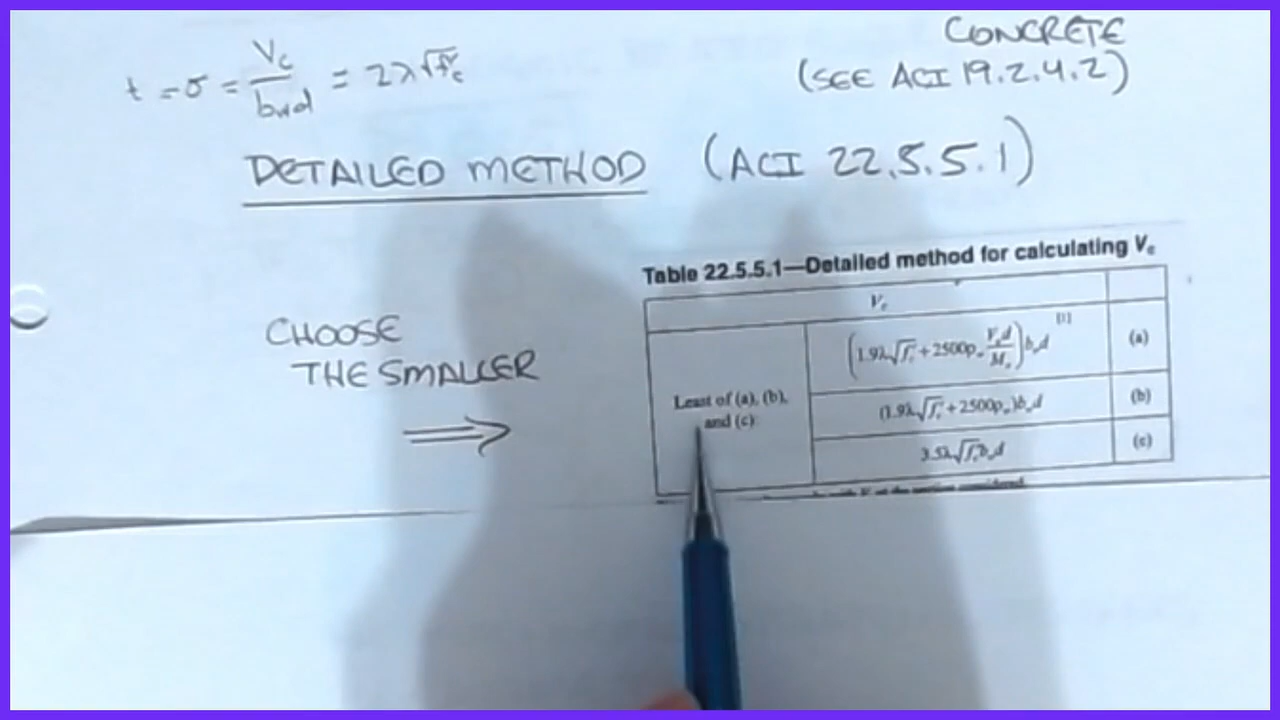 CONCRETE
(SEE ACI 19.2.4.2)
t = σ = Vc / bwd = 2λ√f'c
DETAILED METHOD (ACI 22.5.5.1)
Table 22.5.5.1—Detailed method for calculating Vc
Vc
CHOOSE
THE SMALLER
⇒
Least of (a), (b),
and (c):
(1.9λ√f'c + 2500ρw Vud/Mu)bwd [1] (a)
(1.9λ√f'c + 2500ρw)bwd (b)
3.5λ√f'c bwd (c)